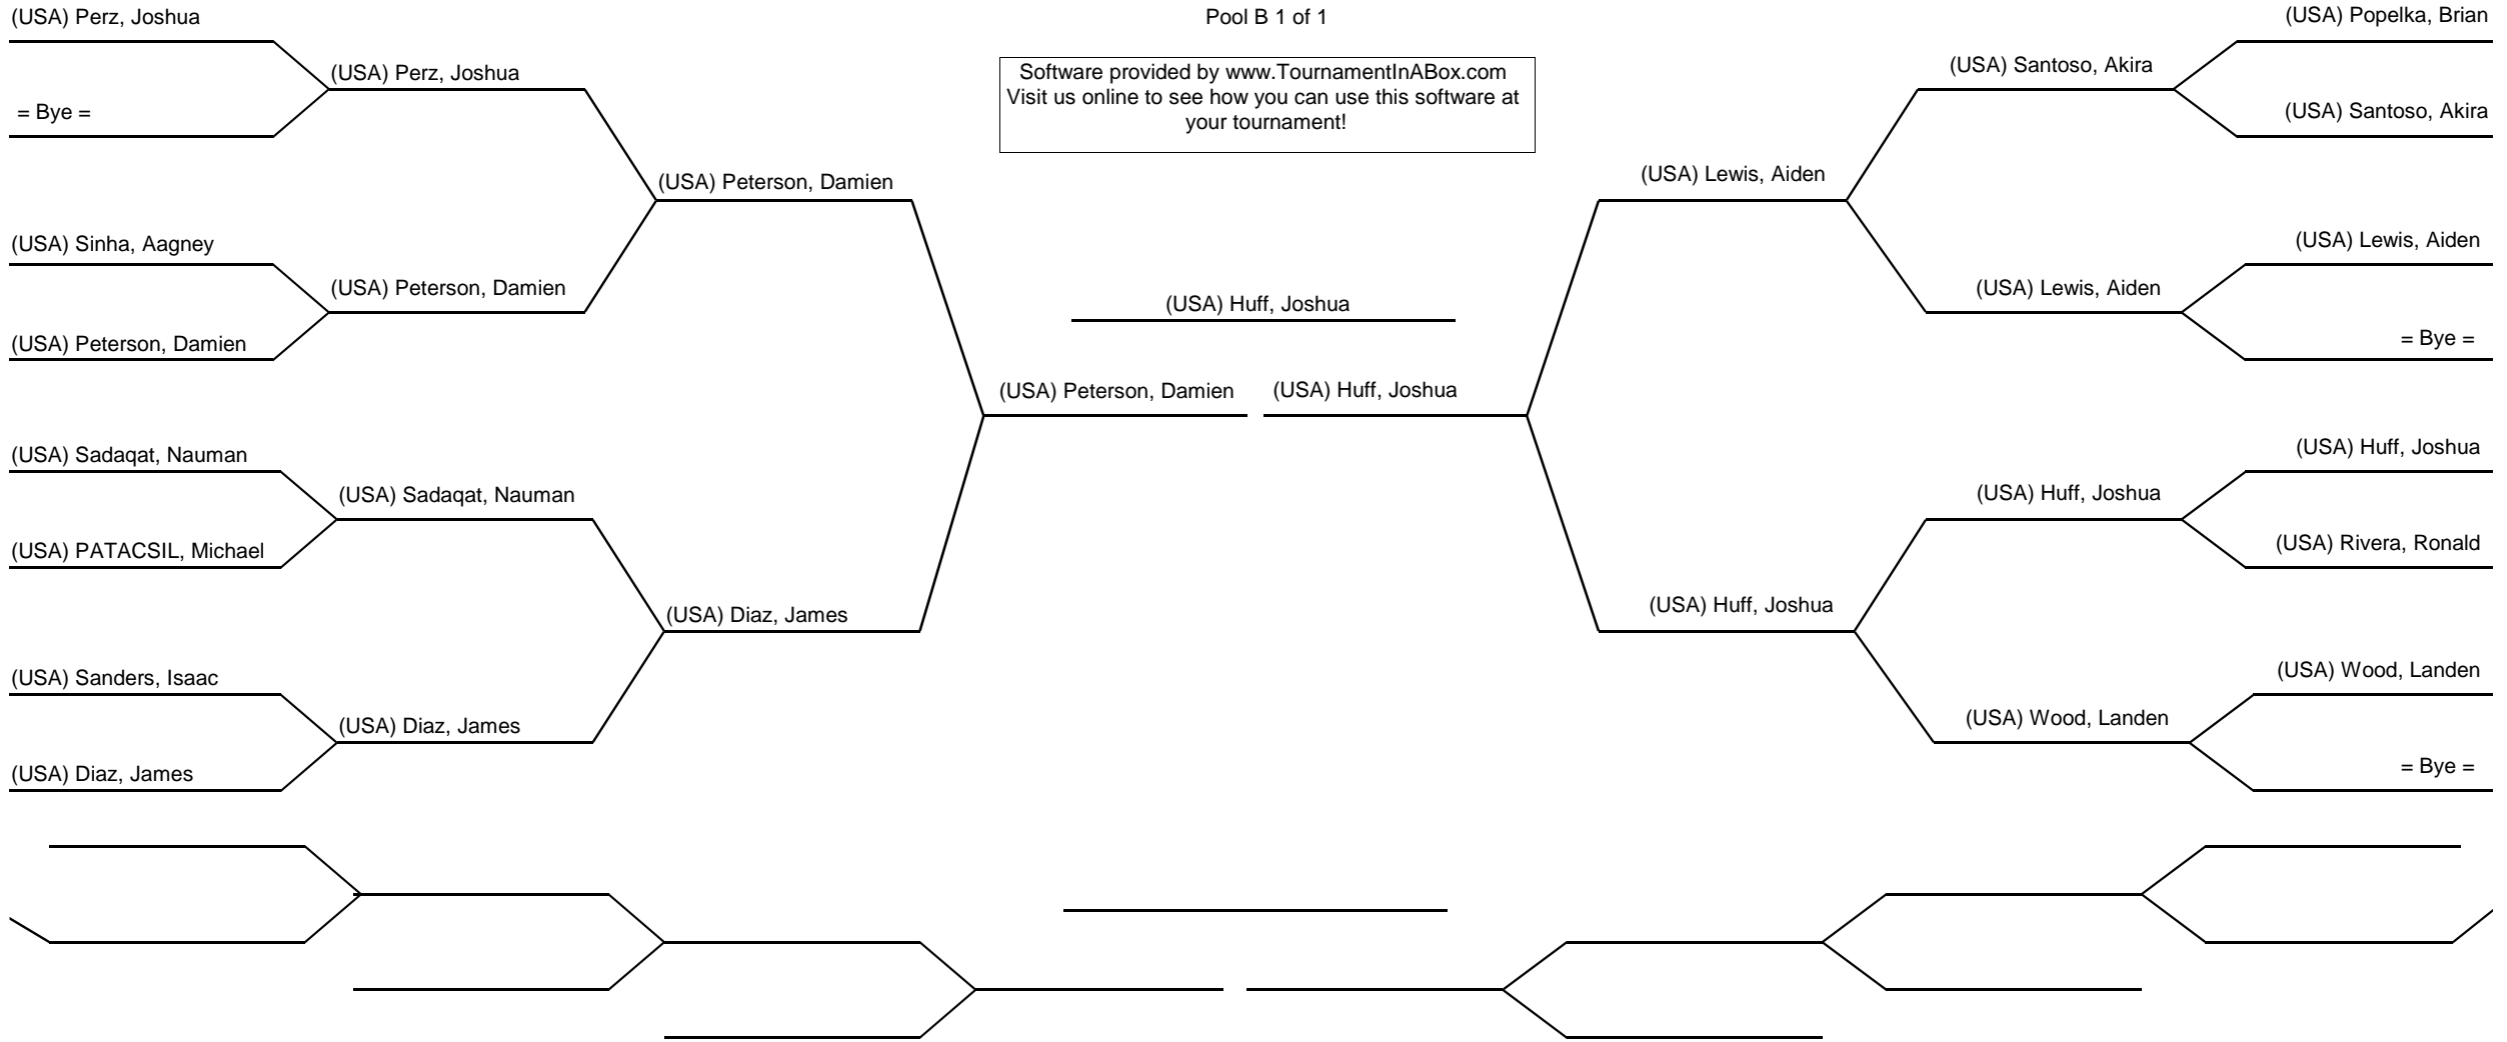 (USA) Perz, Joshua
Pool B 1 of 1
(USA) Popelka, Brian
(USA) Perz, Joshua
Software provided by www.TournamentInABox.com
Visit us online to see how you can use this software at
your tournament!
(USA) Santoso, Akira
= Bye =
(USA) Santoso, Akira
(USA) Peterson, Damien
(USA) Lewis, Aiden
(USA) Sinha, Aagney
(USA) Lewis, Aiden
(USA) Peterson, Damien
(USA) Huff, Joshua
(USA) Lewis, Aiden
(USA) Peterson, Damien
= Bye =
(USA) Peterson, Damien
(USA) Huff, Joshua
(USA) Sadaqat, Nauman
(USA) Huff, Joshua
(USA) Sadaqat, Nauman
(USA) Huff, Joshua
(USA) PATACSIL, Michael
(USA) Rivera, Ronald
(USA) Diaz, James
(USA) Huff, Joshua
(USA) Sanders, Isaac
(USA) Wood, Landen
(USA) Diaz, James
(USA) Wood, Landen
(USA) Diaz, James
= Bye =